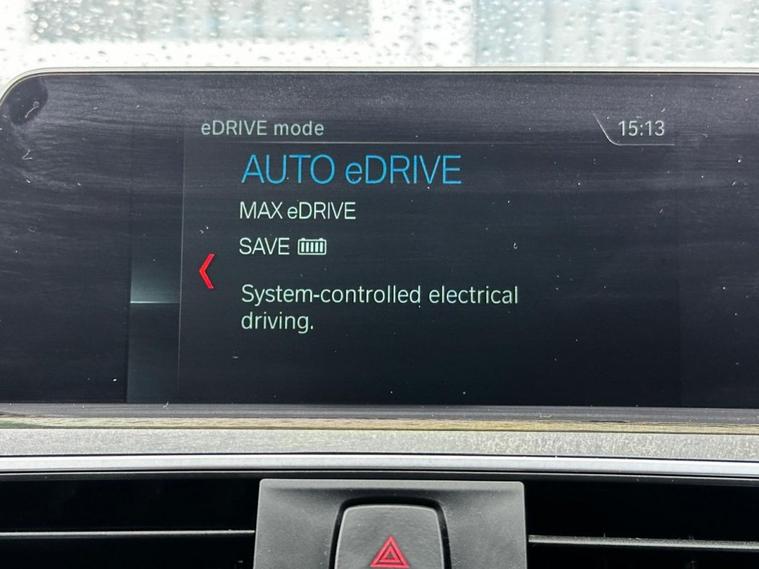 eDRIVE mode
15:13
AUTO eDRIVE
MAX eDRIVE
SAVE
System-controlled electrical
driving.